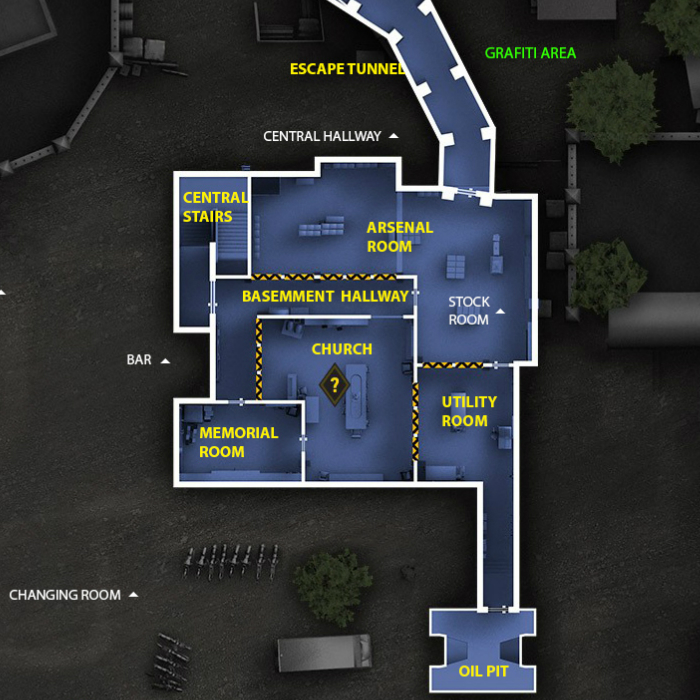 GRAFITI AREA
ESCAPE TUNNEL
CENTRAL HALLWAY
CENTRAL
STAIRS
ARSENAL
ROOM
BASEMMENT HALLWAY
STOCK
ROOM
CHURCH
BAR
?
UTILITY
ROOM
MEMORIAL
ROOM
CHANGING ROOM
OIL PIT